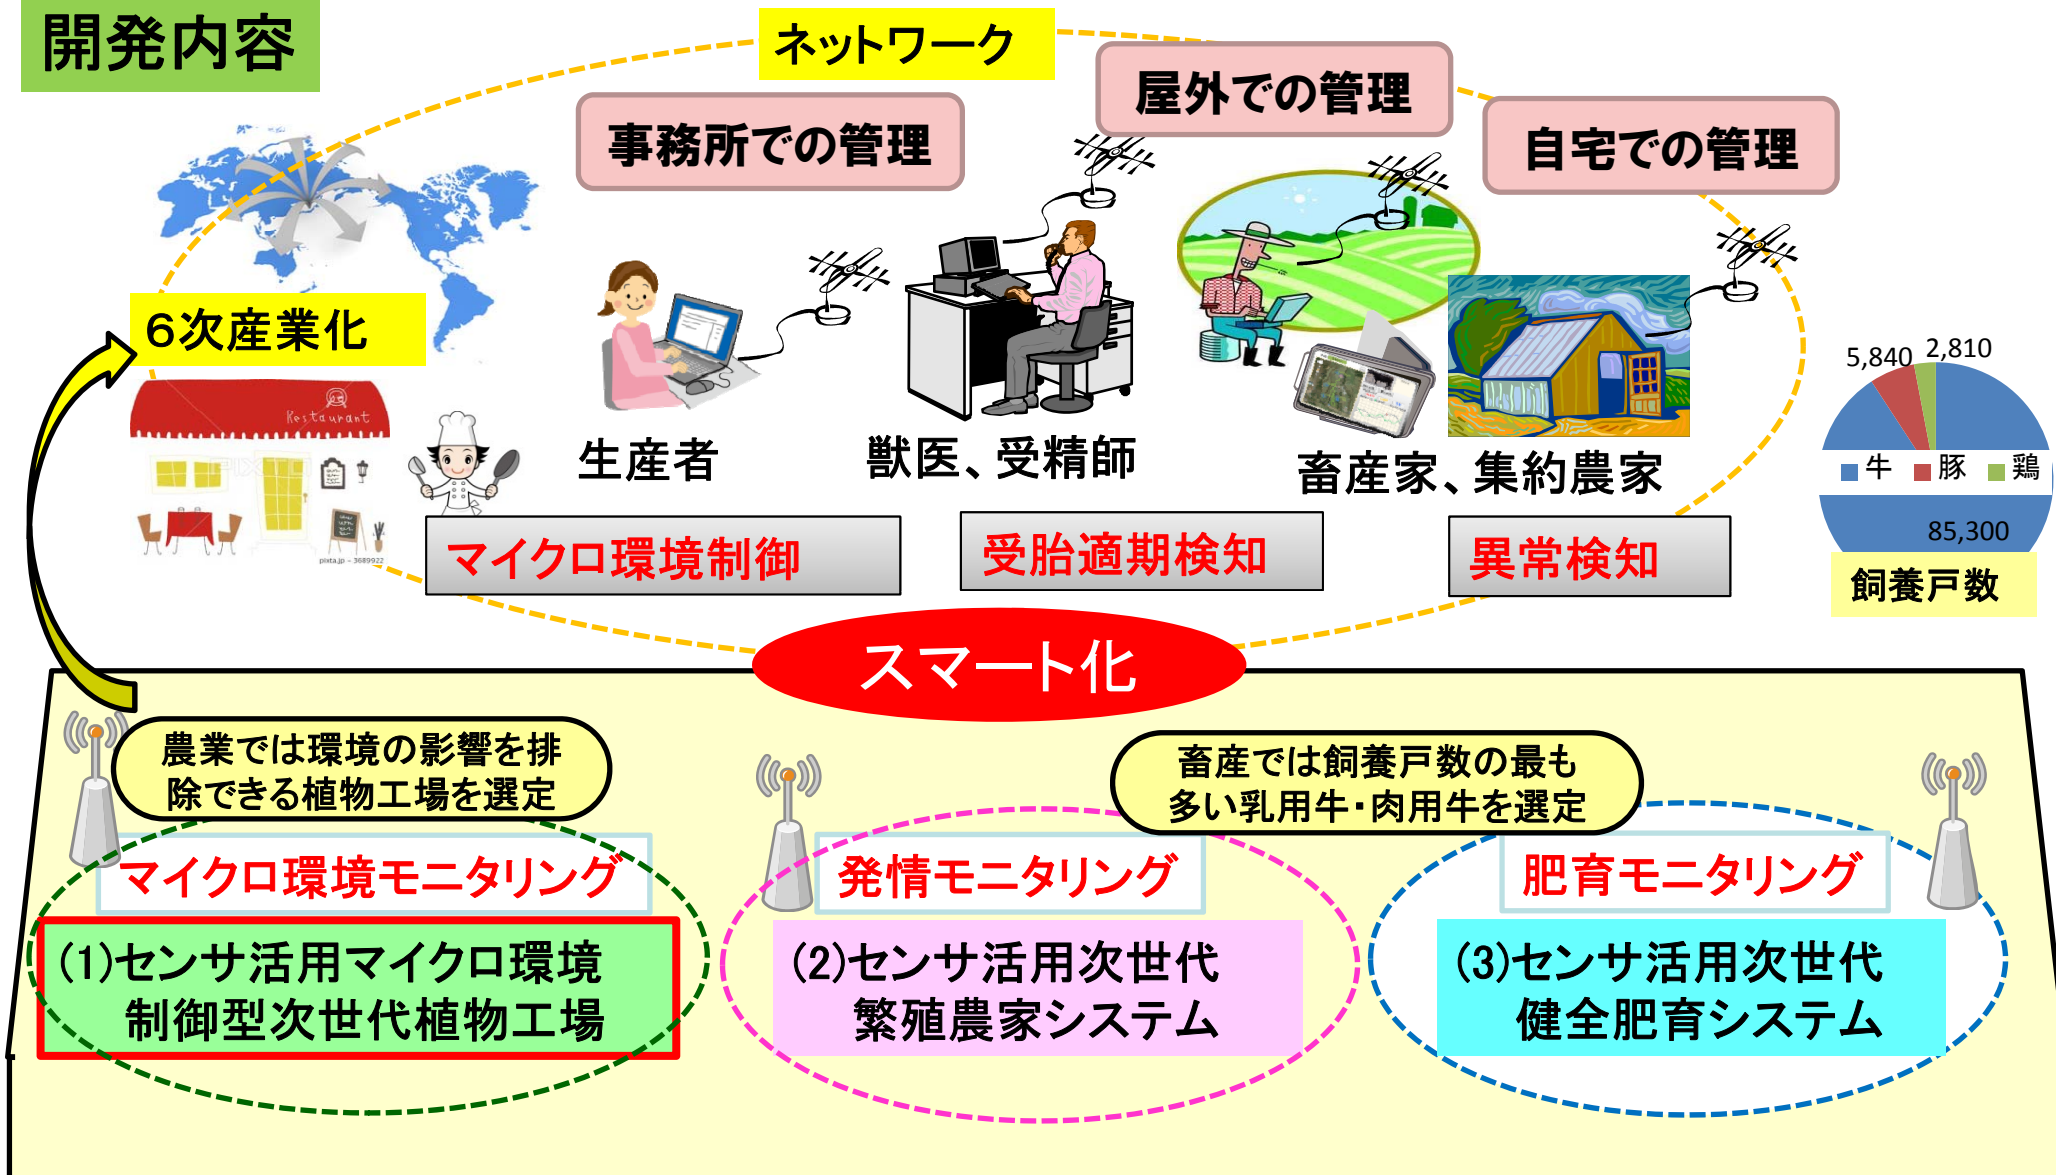 開発内容
ネットワーク
事務所での管理
屋外での管理
自宅での管理
6次産業化
Restaurant
pixta.jp - 3689922
生産者
獣医、受精師
畜産家、集約農家
5,840
2,810
牛
豚
鶏
85,300
飼養戸数
マイクロ環境制御
受胎適期検知
異常検知
スマート化
農業では環境の影響を排
除できる植物工場を選定
畜産では飼養戸数の最も
多い乳用牛・肉用牛を選定
マイクロ環境モニタリング
発情モニタリング
肥育モニタリング
(1)センサ活用マイクロ環境
制御型次世代植物工場
(2)センサ活用次世代
繁殖農家システム
(3)センサ活用次世代
健全肥育システム